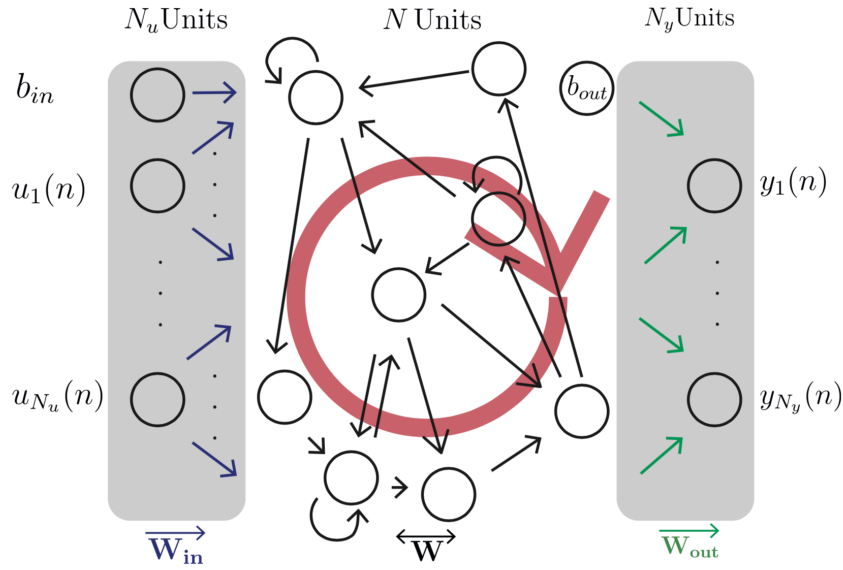 N_u Units
N Units
N_y Units
b_in
b_out
u_1(n)
y_1(n)
u_{N_u}(n)
y_{N_y}(n)
W_in
W
W_out